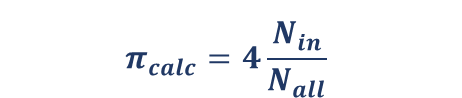 π_calc = 4 N_in / N_all